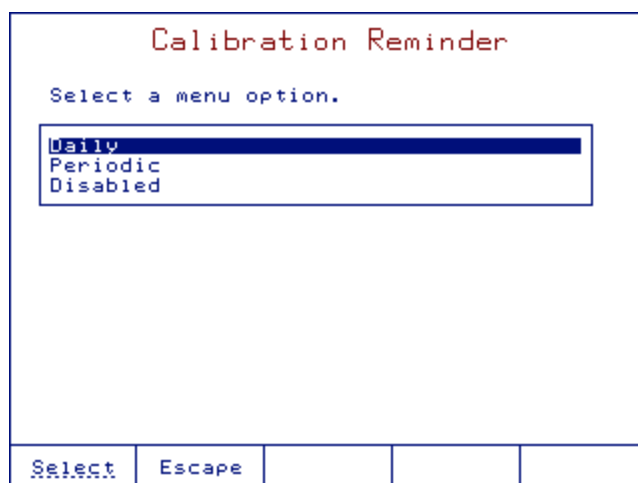 Calibration Reminder
Select a menu option.
Daily
Periodic
Disabled
Select Escape